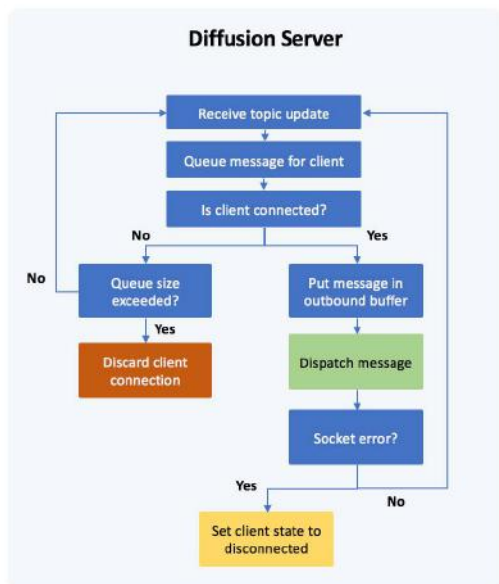 Diffusion Server
Receive topic update
Queue message for client
Is client connected?
No
Yes
No
Queue size
exceeded?
Put message in
outbound buffer
Yes
Discard client
connection
Dispatch message
Socket error?
Yes
No
Set client state to
disconnected